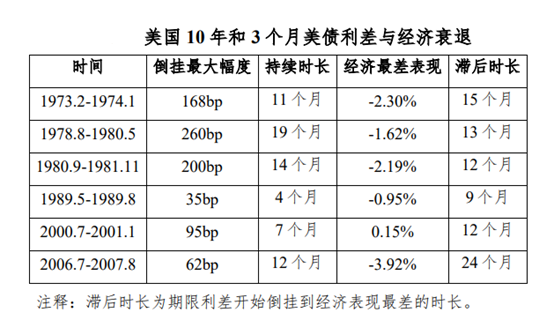 美国 10 年和 3 个月美债利差与经济衰退
时间 倒挂最大幅度 持续时长 经济最差表现 滞后时长
1973.2-1974.1 168bp 11 个月 -2.30% 15 个月
1978.8-1980.5 260bp 19 个月 -1.62% 13 个月
1980.9-1981.11 200bp 14 个月 -2.19% 12 个月
1989.5-1989.8 35bp 4 个月 -0.95% 9 个月
2000.7-2001.1 95bp 7 个月 0.15% 12 个月
2006.7-2007.8 62bp 12 个月 -3.92% 24 个月
注释：滞后时长为期限利差开始倒挂到经济表现最差的时长。